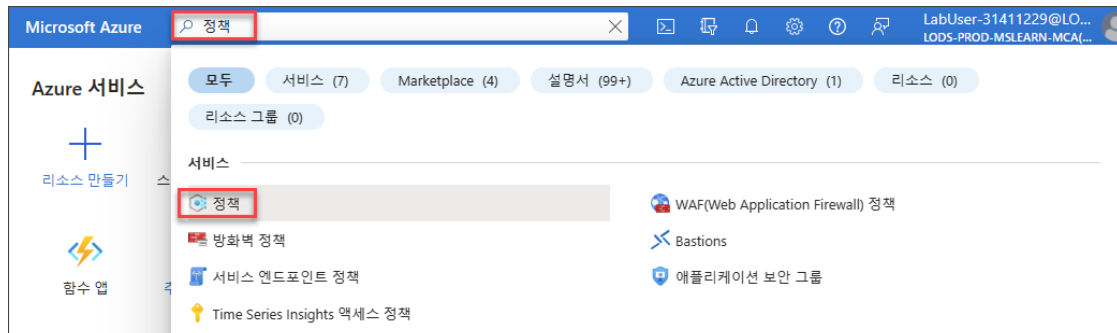 Microsoft Azure
정책
LabUser-31411229@LO...
LODS-PROD-MSLEARN-MCA(...
Azure 서비스
모두
서비스 (7)
Marketplace (4)
설명서 (99+)
Azure Active Directory (1)
리소스 (0)
리소스 그룹 (0)
서비스
리소스 만들기
스
정책
WAF(Web Application Firewall) 정책
방화벽 정책
Bastions
서비스 엔드포인트 정책
애플리케이션 보안 그룹
함수 앱
Time Series Insights 액세스 정책